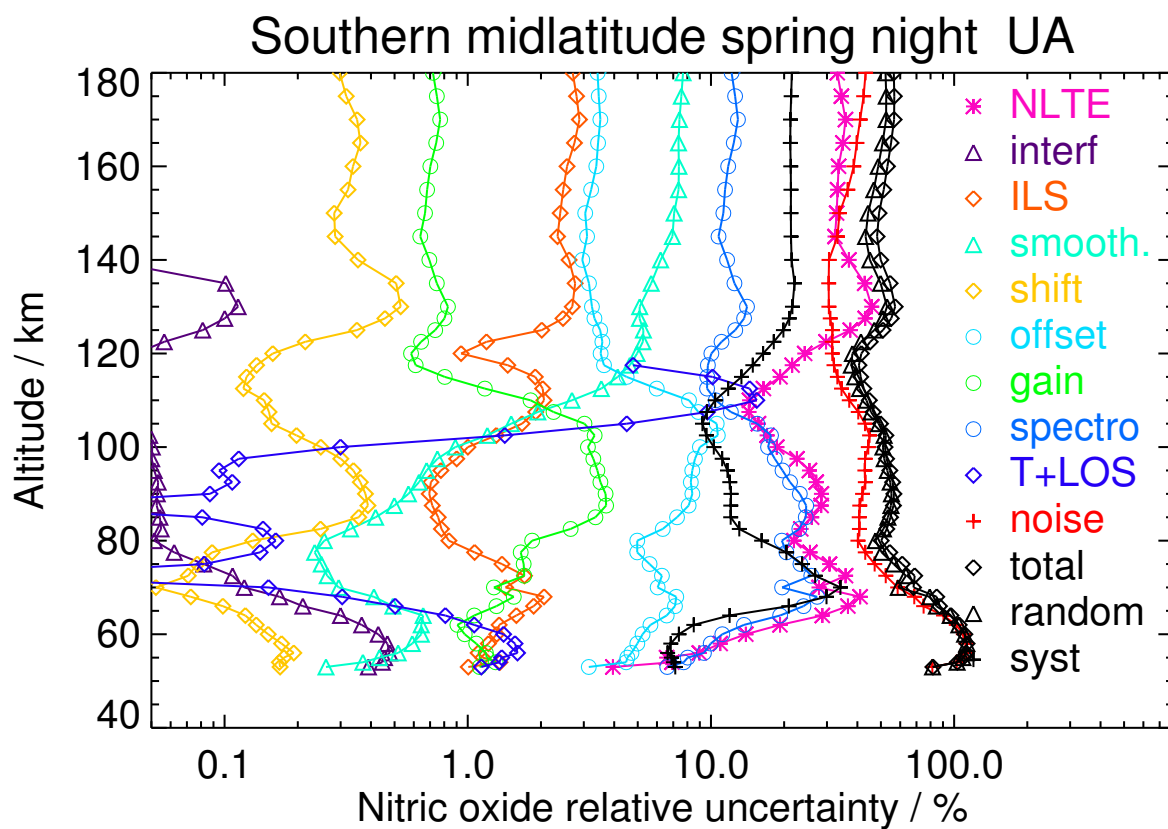 Southern midlatitude spring night UA
180
160
140
120
100
80
60
40
Altitude / km
NLTE
interf
ILS
smooth.
shift
offset
gain
spectro
T+LOS
noise
total
random
syst
0.1 1.0 10.0 100.0
Nitric oxide relative uncertainty / %